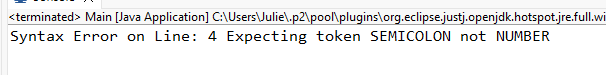 <terminated> Main [Java Application] C:\Users\Julie\.p2\pool\plugins\org.eclipse.justj.openjdk.hotspot.jre.full.wi
Syntax Error on Line: 4 Expecting token SEMICOLON not NUMBER